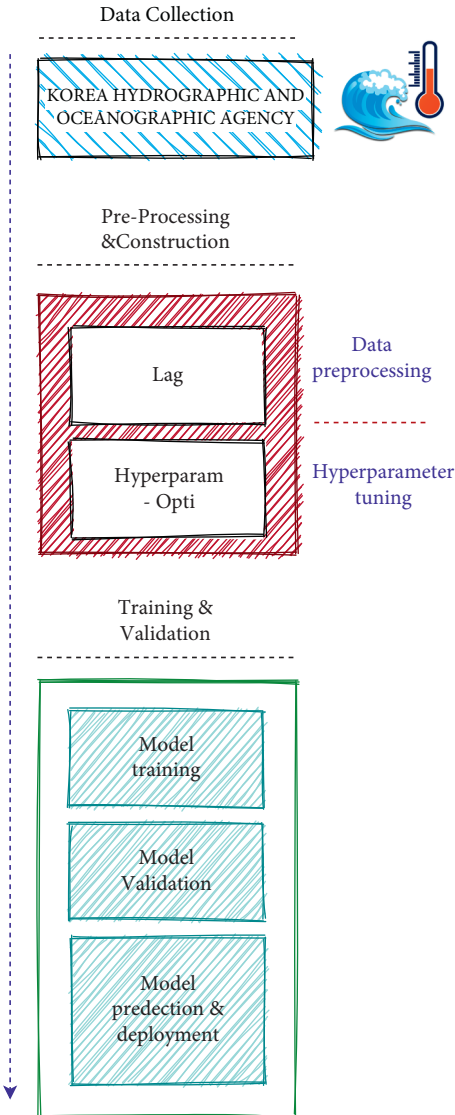 Data Collection
KOREA HYDROGRAPHIC AND
OCEANOGRAPHIC AGENCY
Pre-Processing
&Construction
Lag
Data
preprocessing
Hyperparam
- Opti
Hyperparameter
tuning
Training &
Validation
Model
training
Model
Validation
Model
predection &
deployment